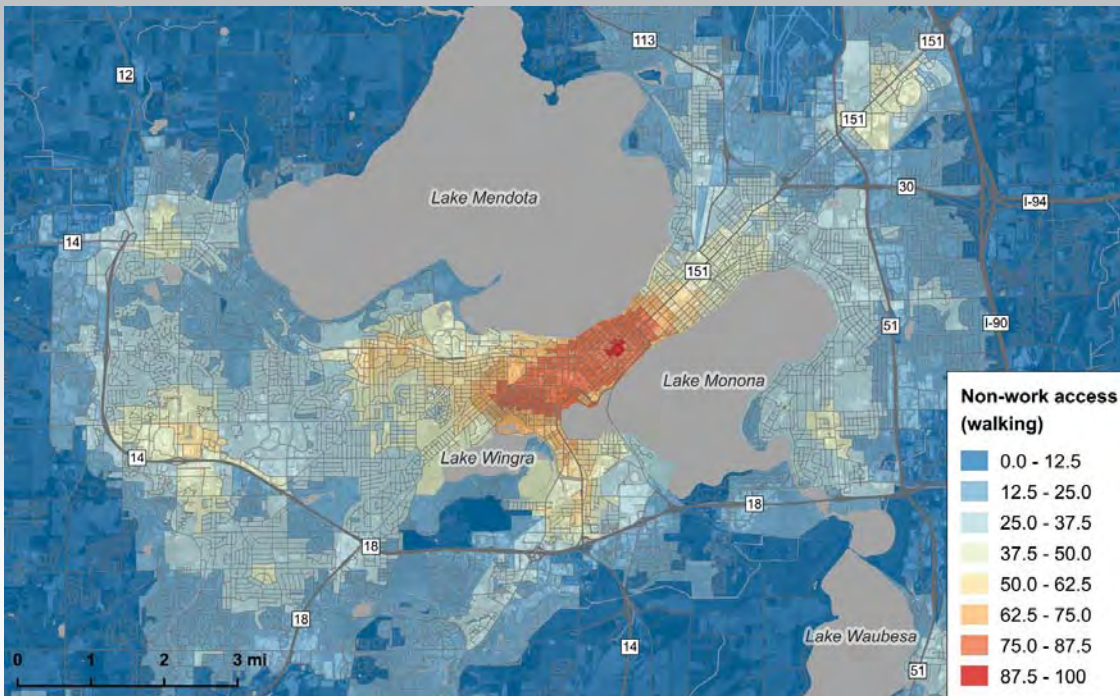 151
113
12
151
151
30
I-94
Lake Mendota
14
151
51
I-90
Lake Monona
Non-work access
(walking)
0.0 - 12.5
12.5 - 25.0
25.0 - 37.5
37.5 - 50.0
50.0 - 62.5
62.5 - 75.0
75.0 - 87.5
87.5 - 100
14
Lake Wingra
18
18
18
14
Lake Waubesa
51
0 1 2 3 mi